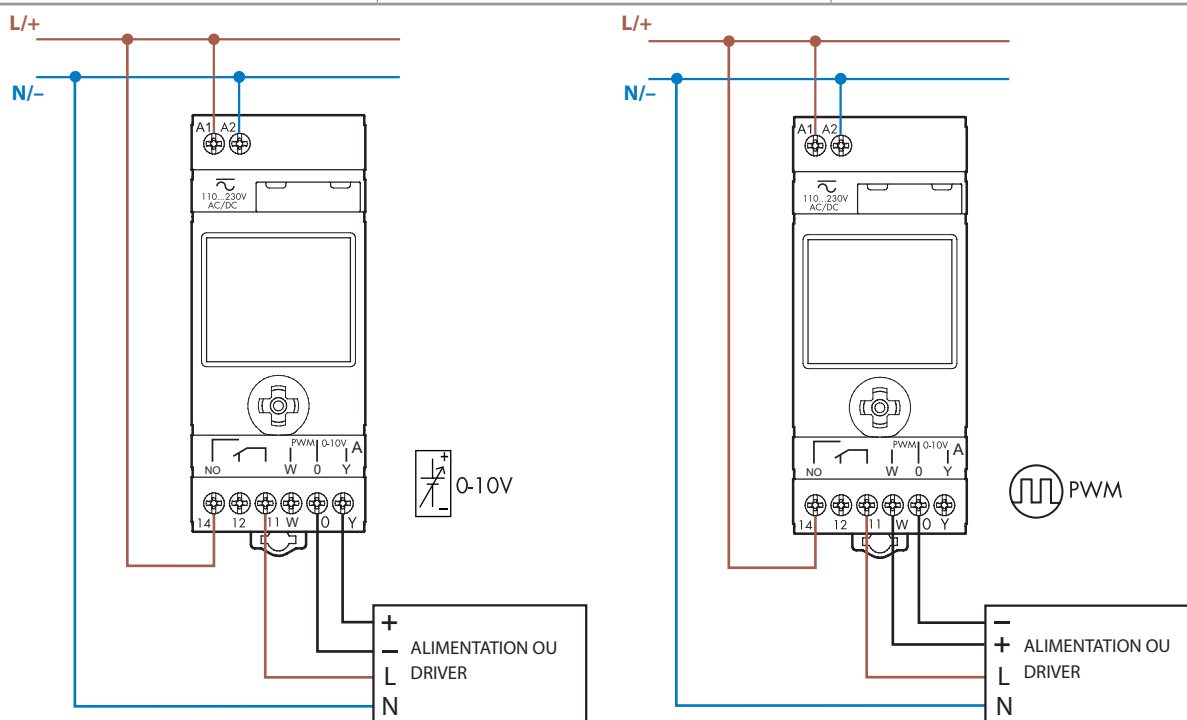 L/+
N/–
A1 A2
110...230V
AC/DC
PWM 0-10V A
NO W 0 Y
14 12 11 W 0 Y
0-10V
+
– ALIMENTATION OU
L DRIVER
N
L/+
N/–
A1 A2
110...230V
AC/DC
PWM 0-10V A
NO W 0 Y
14 12 11 W 0 Y
PWM
–
+ ALIMENTATION OU
L DRIVER
N